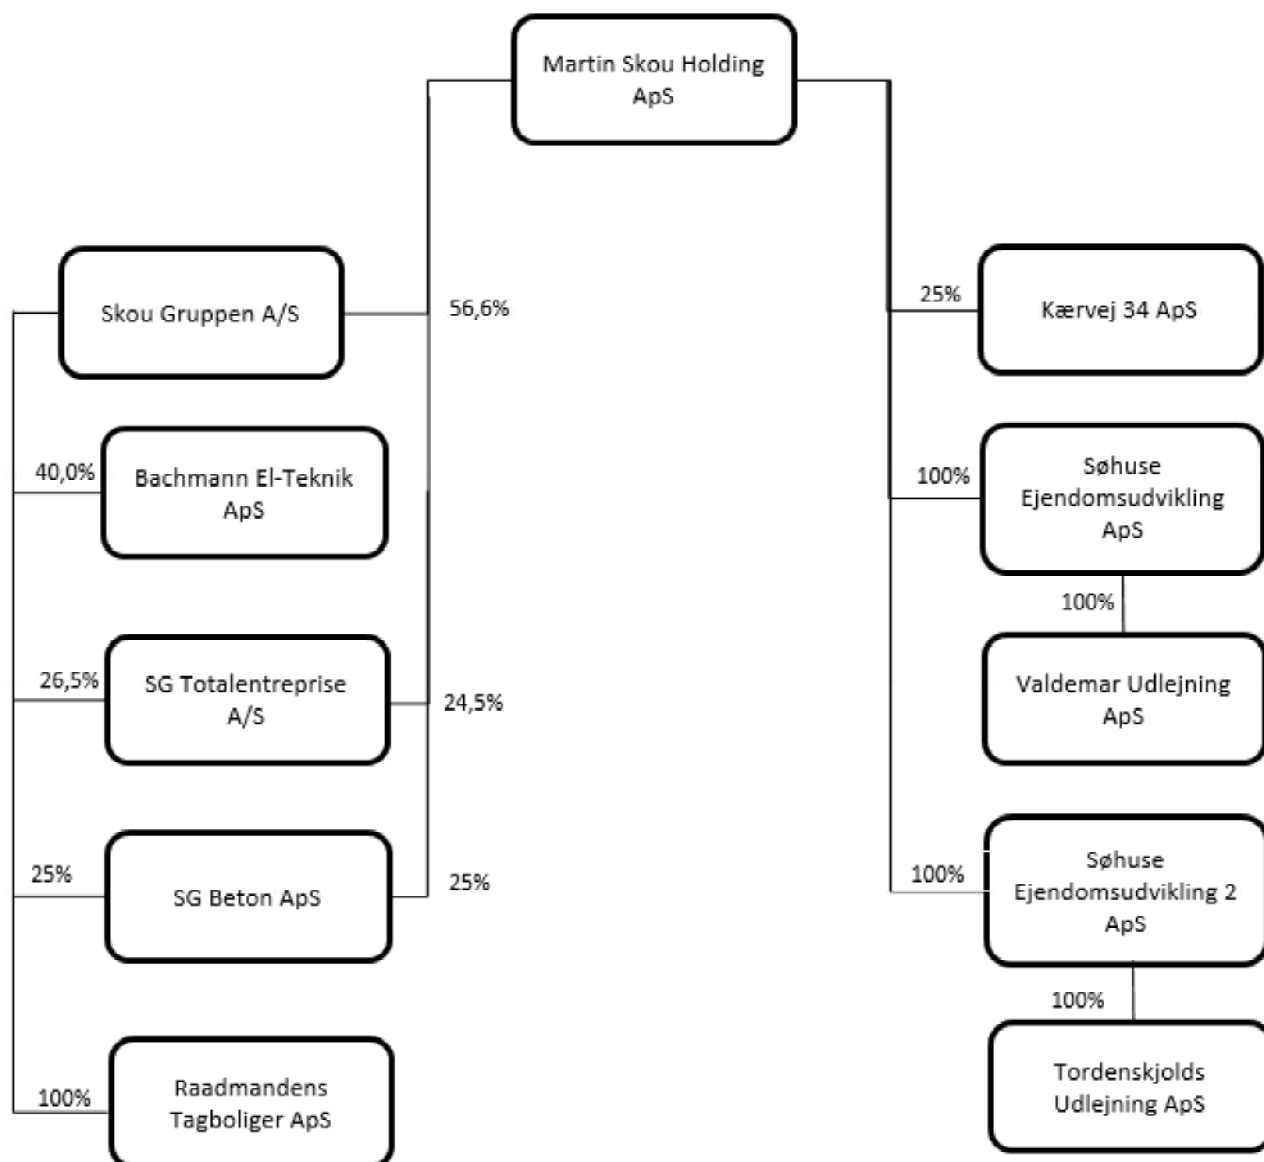 Martin Skou Holding
ApS
Skou Gruppen A/S
56,6%
25%
Kærvej 34 ApS
40,0%
Bachmann El-Teknik
ApS
100%
Søhuse
Ejendomsudvikling
ApS
100%
26,5%
SG Totalentreprise
A/S
24,5%
Valdemar Udlejning
ApS
25%
SG Beton ApS
25%
100%
Søhuse
Ejendomsudvikling 2
ApS
100%
100%
Raadmandens
Tagboliger ApS
Tordenskjolds
Udlejning ApS